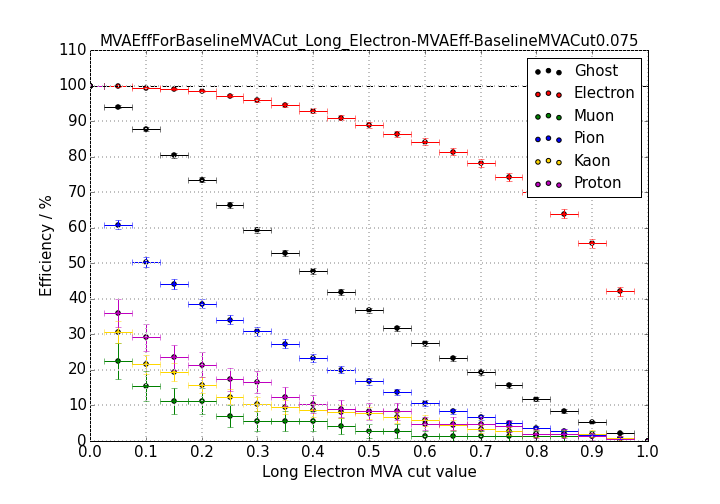 MVAEffForBaselineMVACut_Long_Electron-MVAEff-BaselineMVACut0.075
110
100
90
80
70
60
50
40
30
20
10
0
Efficiency / %
Ghost
Electron
Muon
Pion
Kaon
Proton
0.0 0.1 0.2 0.3 0.4 0.5 0.6 0.7 0.8 0.9 1.0
Long Electron MVA cut value